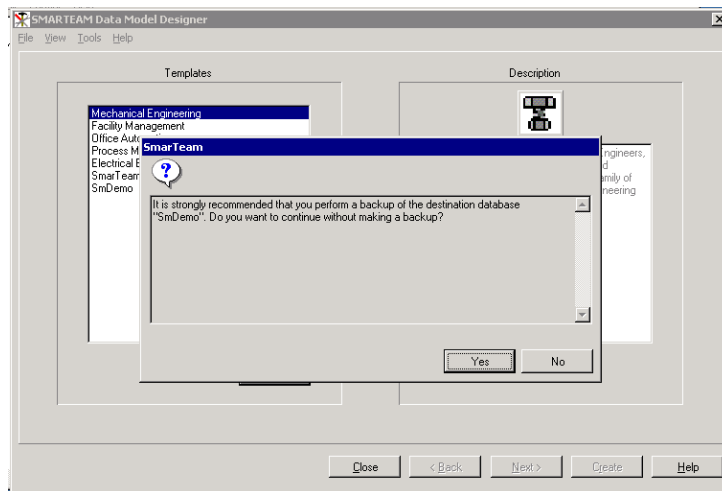 SMARTEAM Data Model Designer
File View Tools Help
Templates
Description
Mechanical Engineering
Facility Management
Office Automation
Process M
Electrical E
SmarTeam
SmDemo
ngineers,
d
amily of
neering
SmarTeam
It is strongly recommended that you perform a backup of the destination database
"SmDemo". Do you want to continue without making a backup?
Yes No
Close < Back Next > Create Help